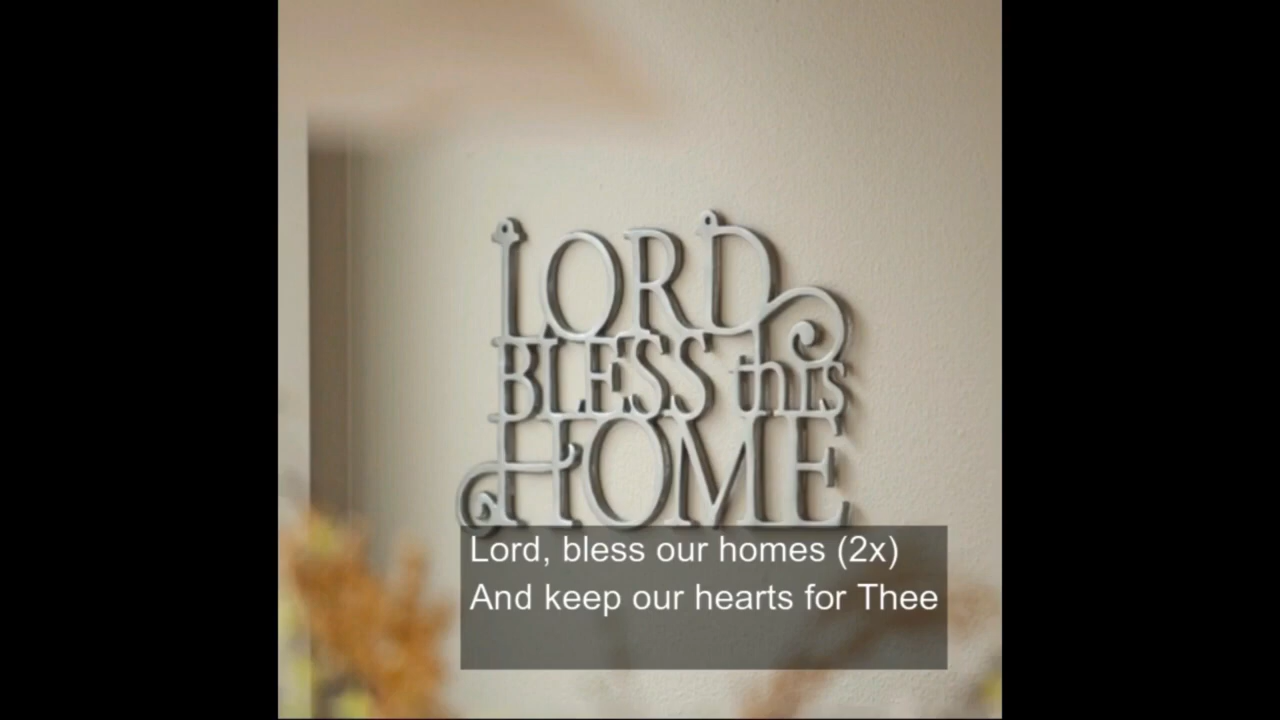 LORD
BLESS this
HOME
Lord, bless our homes (2x)
And keep our hearts for Thee